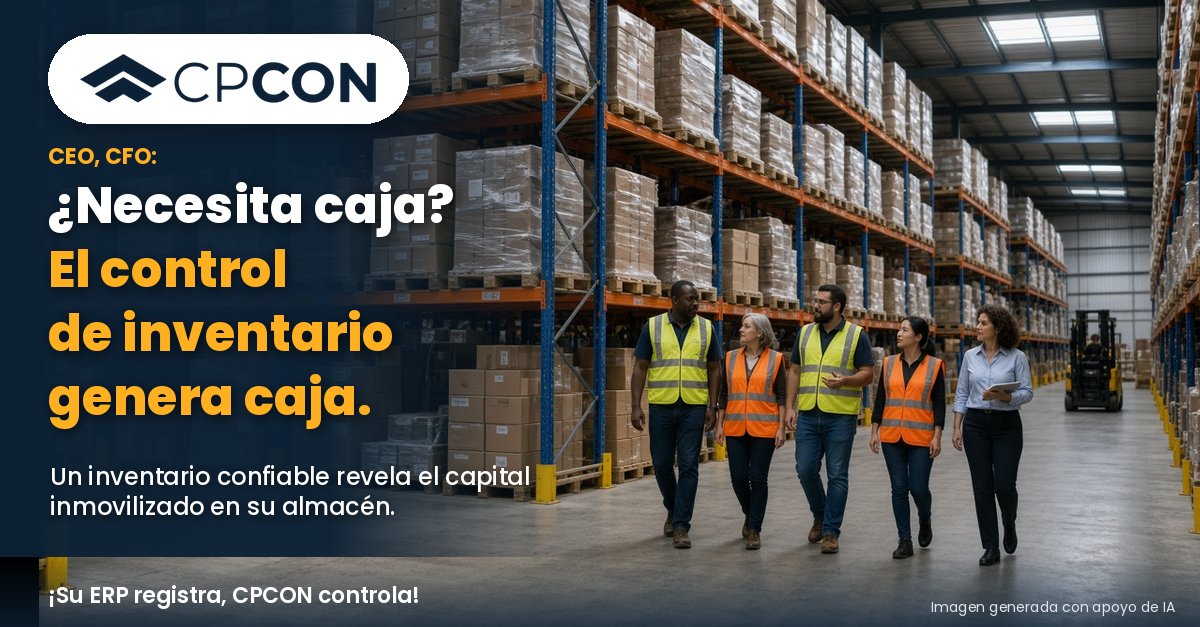 CPCON
CEO, CFO:
¿Necesita caja?
El control
de inventario
genera caja.
Un inventario confiable revela el capital
inmovilizado en su almacén.
¡Su ERP registra, CPCON controla!
Imagen generada con apoyo de IA